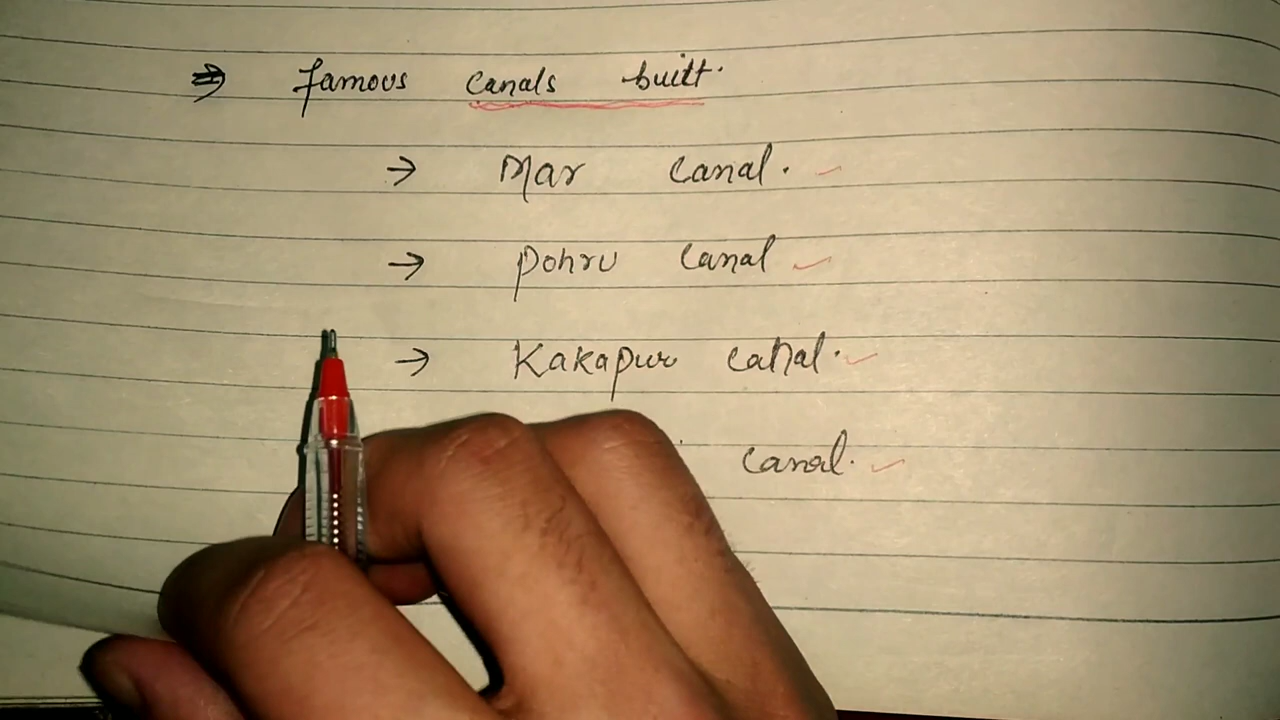 ⇒ famous canals built.
→ Mar canal.
→ Pohru canal
→ Kakapur canal.
canal.